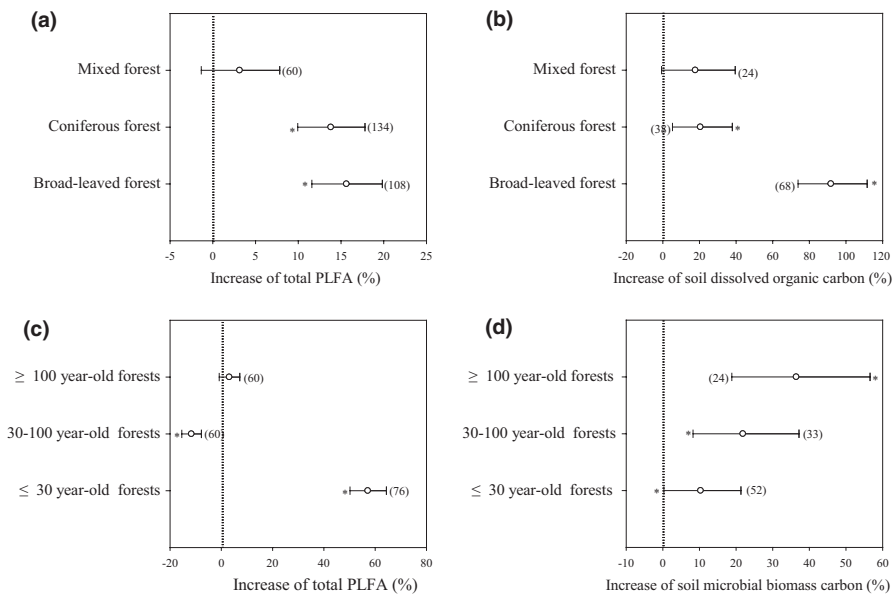 (a)
Mixed forest
(60)
Coniferous forest
*
(134)
Broad-leaved forest
*
(108)
-5 0 5 10 15 20 25
Increase of total PLFA (%)
(b)
Mixed forest
(24)
Coniferous forest
(38)
*
Broad-leaved forest
(68)
*
-20 0 20 40 60 80 100 120
Increase of soil dissolved organic carbon (%)
(c)
≥ 100 year-old forests
(60)
30-100 year-old forests
*
(60)
≤ 30 year-old forests
*
(76)
-20 0 20 40 60 80
Increase of total PLFA (%)
(d)
≥ 100 year-old forests
(24)
*
30-100 year-old forests
*
(33)
≤ 30 year-old forests
*
(52)
-10 0 10 20 30 40 50 60
Increase of soil microbial biomass carbon (%)